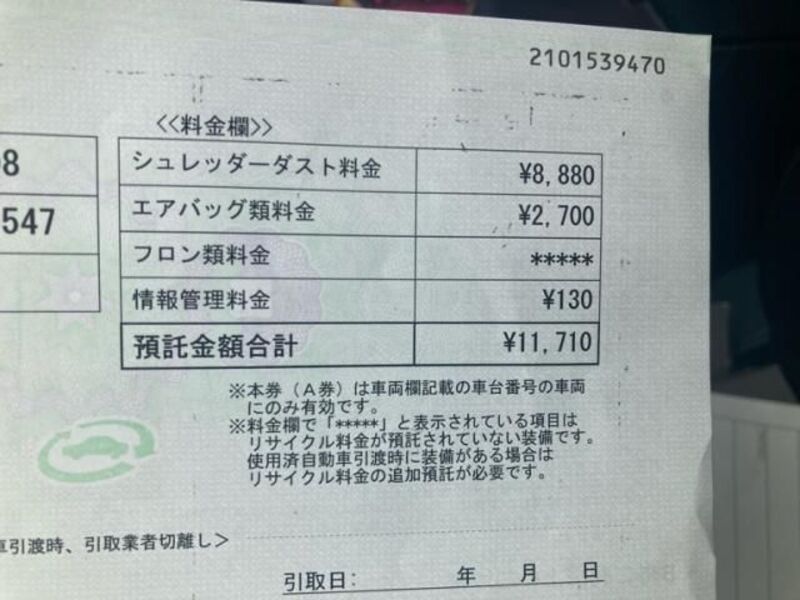 2101539470
<<料金欄>>
シュレッダーダスト料金 ¥8,880
エアバッグ類料金 ¥2,700
フロン類料金 *****
情報管理料金 ¥130
預託金額合計 ¥11,710
8
547
※本券（A券）は車両欄記載の車台番号の車両
にのみ有効です。
※料金欄で「*****」と表示されている項目は
リサイクル料金が預託されていない装備です。
使用済自動車引渡時に装備がある場合は
リサイクル料金の追加預託が必要です。
車引渡時、引取業者切離し>
引取日: 年 月 日